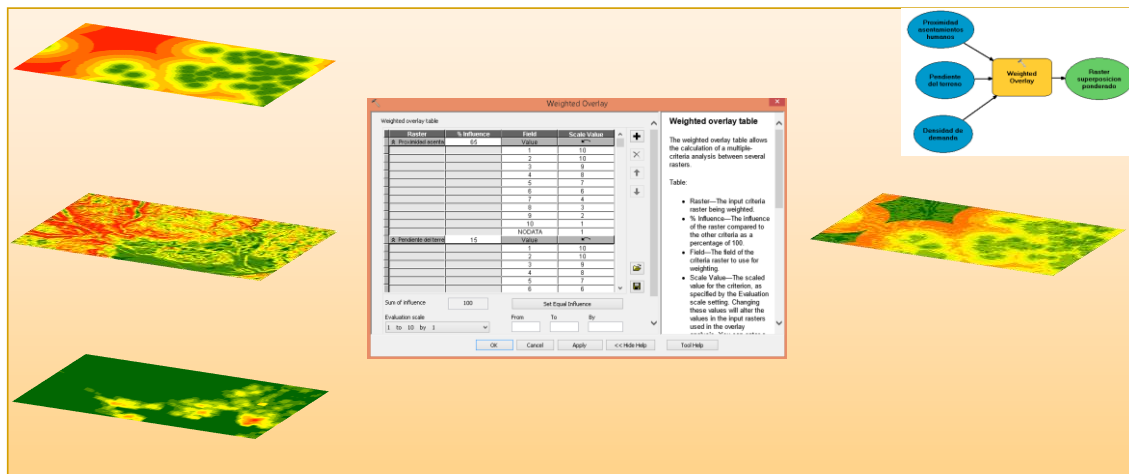 Proximidad
asentamientos
humanos
Pendiente
del terreno
Densidad de
demanda
Weighted
Overlay
Raster
superposicion
ponderado
Weighted Overlay
Weighted overlay table
Raster % Influence Field Scale Value
Proximidad asenta 85 Value
1 10
2 10
3 9
4 8
5 7
6 6
7 4
8 3
9 2
10 1
NODATA 1
Pendiente del terre 15 Value
1 10
2 10
3 9
4 8
5 7
6 6
Sum of influence 100 Set Equal Influence
Evaluation scale From To By
1 to 10 by 1
OK Cancel Apply << Hide Help Tool Help
Weighted overlay table
The weighted overlay table allows
the calculation of a multiple-
criteria analysis between several
rasters.
Table:
• Raster—The input criteria
raster being weighted.
• % Influence—The influence
of the raster compared to
the other criteria as a
percentage of 100.
• Field—The field of the
criteria raster to use for
weighting.
• Scale Value—The scaled
value for the criterion, as
specified by the Evaluation
scale setting. Changing
these values will alter the
values in the input rasters
used in the overlay